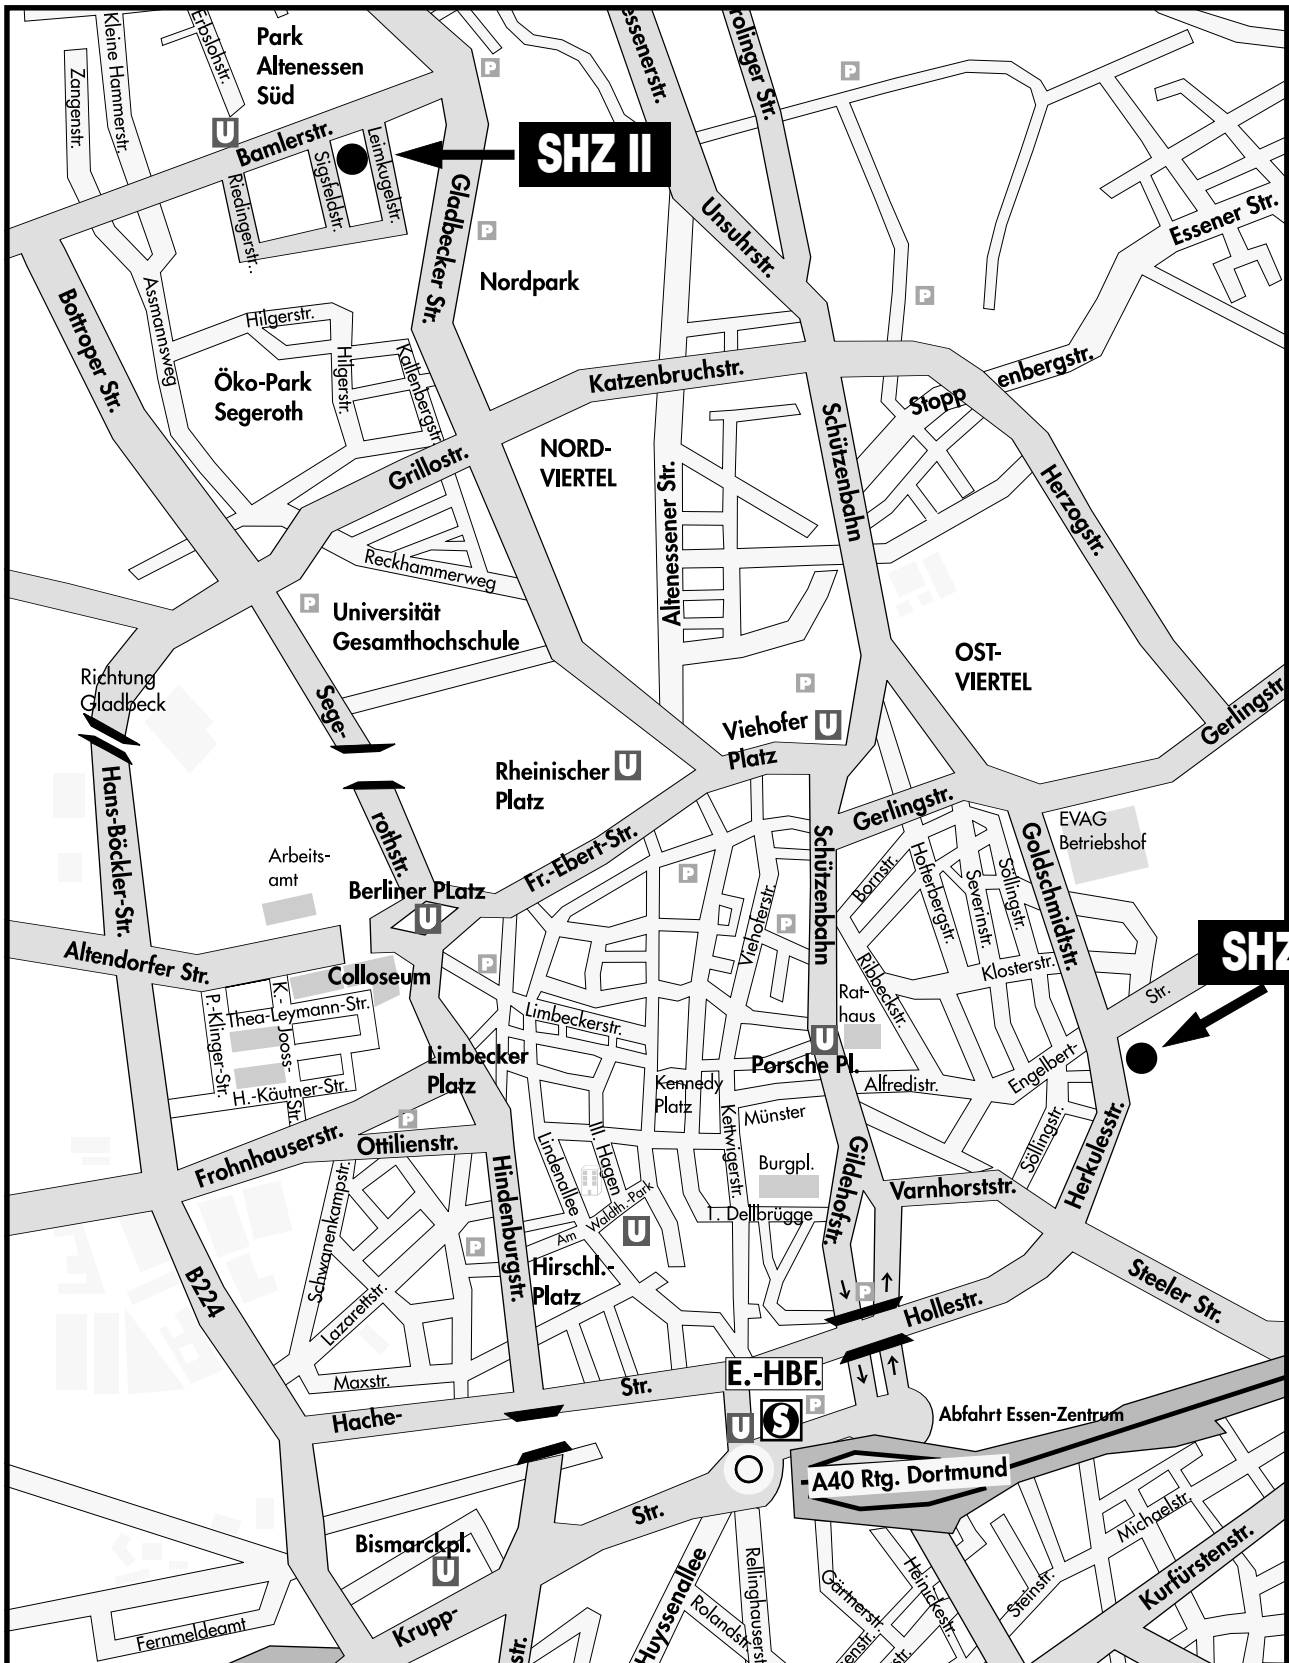 Park
Altenessen
Süd
Kleine Hammerstr.
Erbslohstr.
Zangenstr.
U
Bamlerstr.
Leimkugelstr.
Sigsfeldstr.
Riedingerstr.
SHZ II
P
essenerstr.
rolinger Str.
P
Unsuhrstr.
Essener Str.
Gladbecker Str.
P
Nordpark
P
Bottroper Str.
Assmannsweg
Hilgerstr.
Hilgerstr.
Kallenbergstr.
Öko-Park
Segeroth
Katzenbruchstr.
Stopp
enbergstr.
Grillostr.
NORD-
VIERTEL
Altenessener Str.
Schützenbahn
Herzogstr.
Reckhammerweg
P
Universität
Gesamthochschule
OST-
VIERTEL
Richtung
Gladbeck
Sege-
P
Viehofer
Platz
U
Gerlingstr.
Rheinischer
Platz
U
Hans-Böckler-Str.
rothstr.
Fr.-Ebert-Str.
Gerlingstr.
Schützenbahn
EVAG
Betriebshof
Goldschmidtstr.
Arbeits-
amt
Berliner PLatz
U
P
Viehoferstr.
P
Bornstr.
Hofterbergstr.
Severinstr.
Söllingstr.
Klosterstr.
Altendorfer Str.
Colloseum
P
SHZ
Str.
P.-Klinger-Str.
K.-
Jooss-
Str.
Thea-Leymann-Str.
H.-Käutner-Str.
Limbeckerstr.
Ribbeckstr.
Rat-
haus
U
Porsche Pl.
Limbecker
Platz
Kennedy
Platz
Alfredistr.
Engelbert-
P
Münster
Frohnhauserstr.
Ottilienstr.
Lindenallee
III. Hagen
Kettwigerstr.
Burgpl.
Gildehofstr.
Varnhorststr.
Söllingstr.
Herkulesstr.
Schwanenkampstr.
Hindenburgstr.
Am
Waldth.-Park
U
1. Dellbrügge
P
Hirschl.-
Platz
B224
Lazarettstr.
P
Hollestr.
Steeler Str.
Maxstr.
Hache-
Str.
E.-HBF.
U
S
P
Abfahrt Essen-Zentrum
A40 Rtg. Dortmund
Str.
Bismarckpl.
U
Michaelstr.
Kurfürstenstr.
Fernmeldeamt
Krupp-
str.
Huyssenallee
Rolandstr.
Rellinghauserst
Gärtnerstr.
Heinickestr.
Steinstr.
enstr.
str.